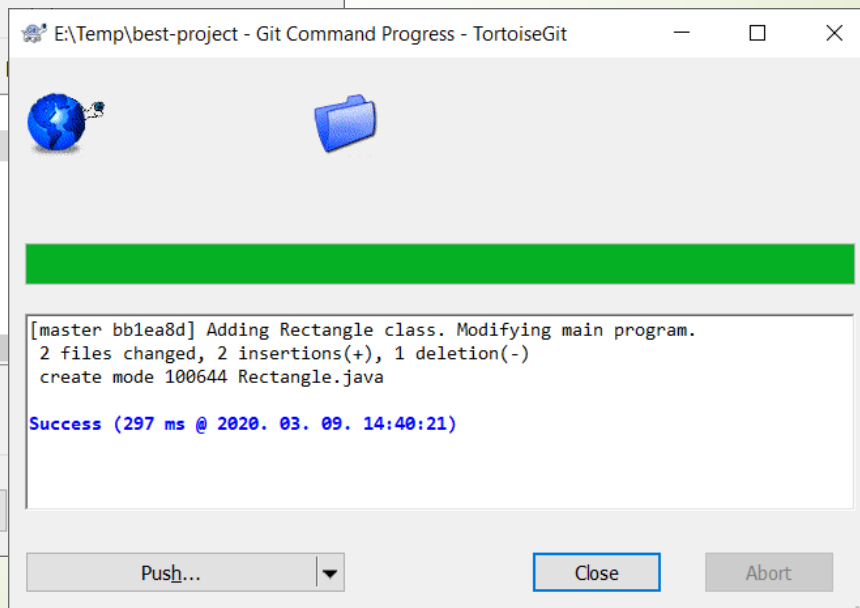 E:\Temp\best-project - Git Command Progress - TortoiseGit
[master bb1ea8d] Adding Rectangle class. Modifying main program.
2 files changed, 2 insertions(+), 1 deletion(-)
create mode 100644 Rectangle.java
Success (297 ms @ 2020. 03. 09. 14:40:21)
Push...
Close
Abort